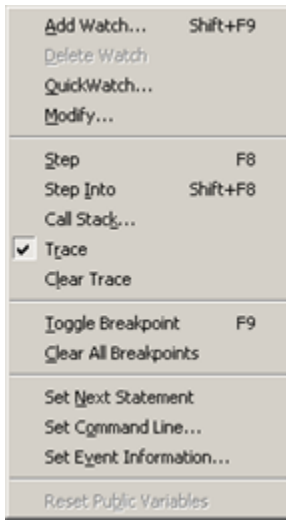 Add Watch... Shift+F9
Delete Watch
QuickWatch...
Modify...
Step F8
Step Into Shift+F8
Call Stack...
Trace
Clear Trace
Toggle Breakpoint F9
Clear All Breakpoints
Set Next Statement
Set Command Line...
Set Event Information...
Reset Public Variables